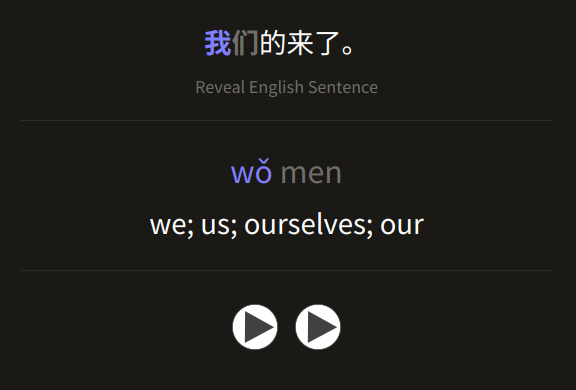 我们的来了。
Reveal English Sentence
wǒ men
we; us; ourselves; our